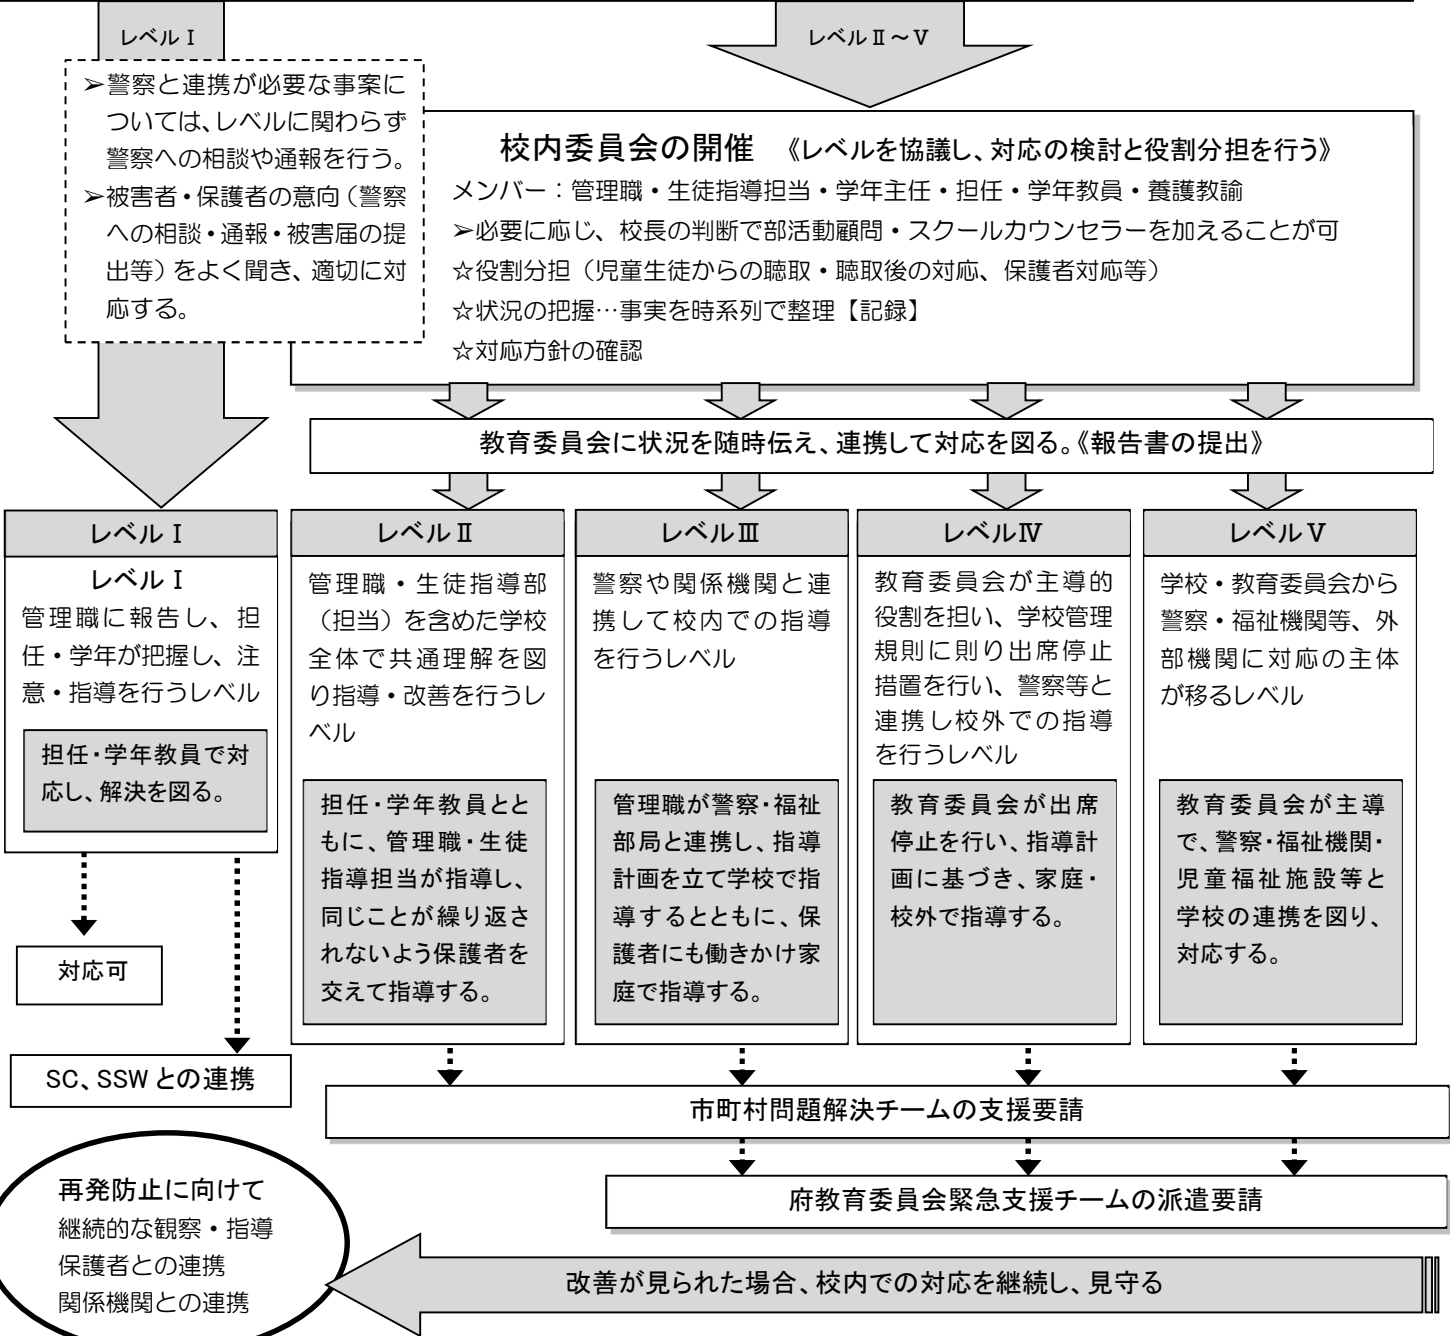 レベルⅠ
レベルⅡ～Ⅴ
➢警察と連携が必要な事案に
ついては、レベルに関わらず
警察への相談や通報を行う。
➢被害者・保護者の意向（警察
への相談・通報・被害届の提
出等）をよく聞き、適切に対
応する。
校内委員会の開催 《レベルを協議し、対応の検討と役割分担を行う》
メンバー：管理職・生徒指導担当・学年主任・担任・学年教員・養護教諭
➢必要に応じ、校長の判断で部活動顧問・スクールカウンセラーを加えることが可
☆役割分担（児童生徒からの聴取・聴取後の対応、保護者対応等）
☆状況の把握…事実を時系列で整理【記録】
☆対応方針の確認
教育委員会に状況を随時伝え、連携して対応を図る。《報告書の提出》
レベルⅠ
レベルⅠ
管理職に報告し、担
任・学年が把握し、注
意・指導を行うレベル
担任・学年教員で対
応し、解決を図る。
対応可
SC、SSWとの連携
レベルⅡ
管理職・生徒指導部
（担当）を含めた学校
全体で共通理解を図
り指導・改善を行うレ
ベル
担任・学年教員とと
もに、管理職・生徒
指導担当が指導し、
同じことが繰り返さ
れないよう保護者を
交えて指導する。
レベルⅢ
警察や関係機関と連
携して校内での指導
を行うレベル
管理職が警察・福祉
部局と連携し、指導
計画を立て学校で指
導するとともに、保
護者にも働きかけ家
庭で指導する。
レベルⅣ
教育委員会が主導的
役割を担い、学校管理
規則に則り出席停止
措置を行い、警察等と
連携し校外での指導
を行うレベル
教育委員会が出席
停止を行い、指導計
画に基づき、家庭・
校外で指導する。
レベルⅤ
学校・教育委員会から
警察・福祉機関等、外
部機関に対応の主体
が移るレベル
教育委員会が主導
で、警察・福祉機関・
児童福祉施設等と
学校の連携を図り、
対応する。
市町村問題解決チームの支援要請
府教育委員会緊急支援チームの派遣要請
再発防止に向けて
継続的な観察・指導
保護者との連携
関係機関との連携
改善が見られた場合、校内での対応を継続し、見守る